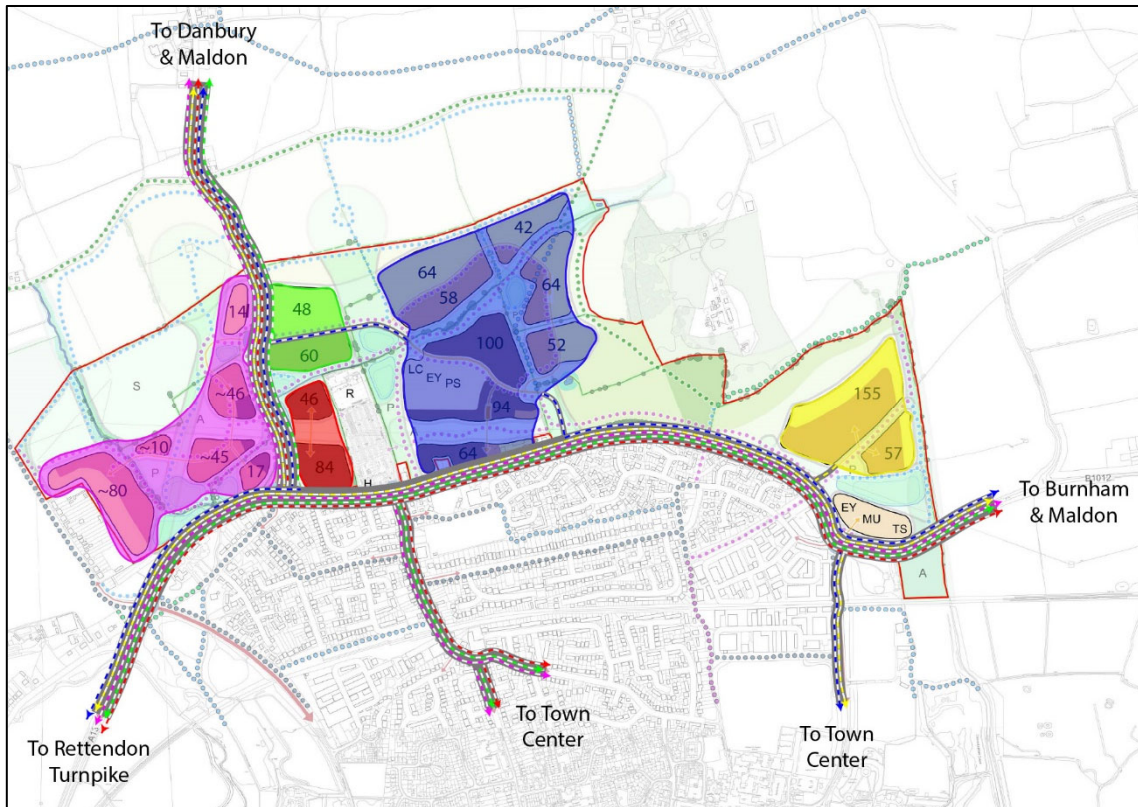 To Danbury
& Maldon
42
64
64
58
14
48
100
52
60
LC
EY
PS
~46
46
R
155
S
A
P
94
~10
~45
57
84
64
P
17
P
~80
H
To Burnham
& Maldon
B1012
EY
MU
TS
A
To Rettendon
Turnpike
To Town
Center
To Town
Center